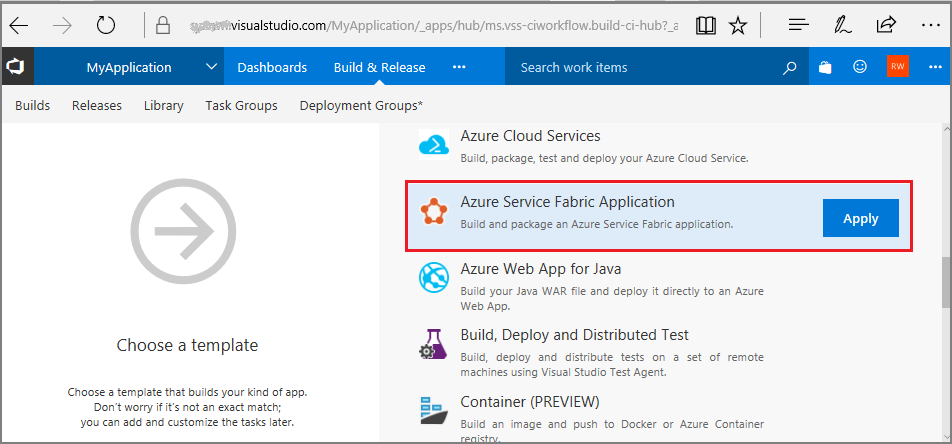 .visualstudio.com/MyApplication/_apps/hub/ms.vss-ciworkflow.build-ci-hub?_a
MyApplication Dashboards Build & Release ... Search work items RW ...
Builds Releases Library Task Groups Deployment Groups*
Azure Cloud Services
Build, package, test and deploy your Azure Cloud Service.
Azure Service Fabric Application
Build and package an Azure Service Fabric application.
Apply
Azure Web App for Java
Build your Java WAR file and deploy it directly to an Azure
Web App.
Build, Deploy and Distributed Test
Build, deploy and distribute tests on a set of remote
machines using Visual Studio Test Agent.
Container (PREVIEW)
Build an image and push to Docker or Azure Container
registry.
Choose a template
Choose a template that builds your kind of app.
Don't worry if it's not an exact match;
you can add and customize the tasks later.